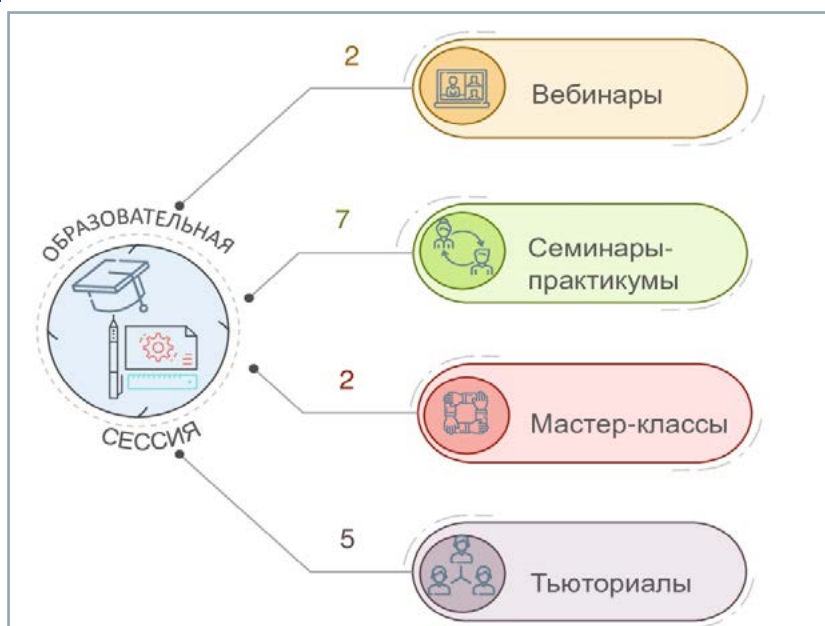 ОБРАЗОВАТЕЛЬНАЯ
СЕССИЯ
2
Вебинары
7
Семинары-
практикумы
2
Мастер-классы
5
Тьюториалы